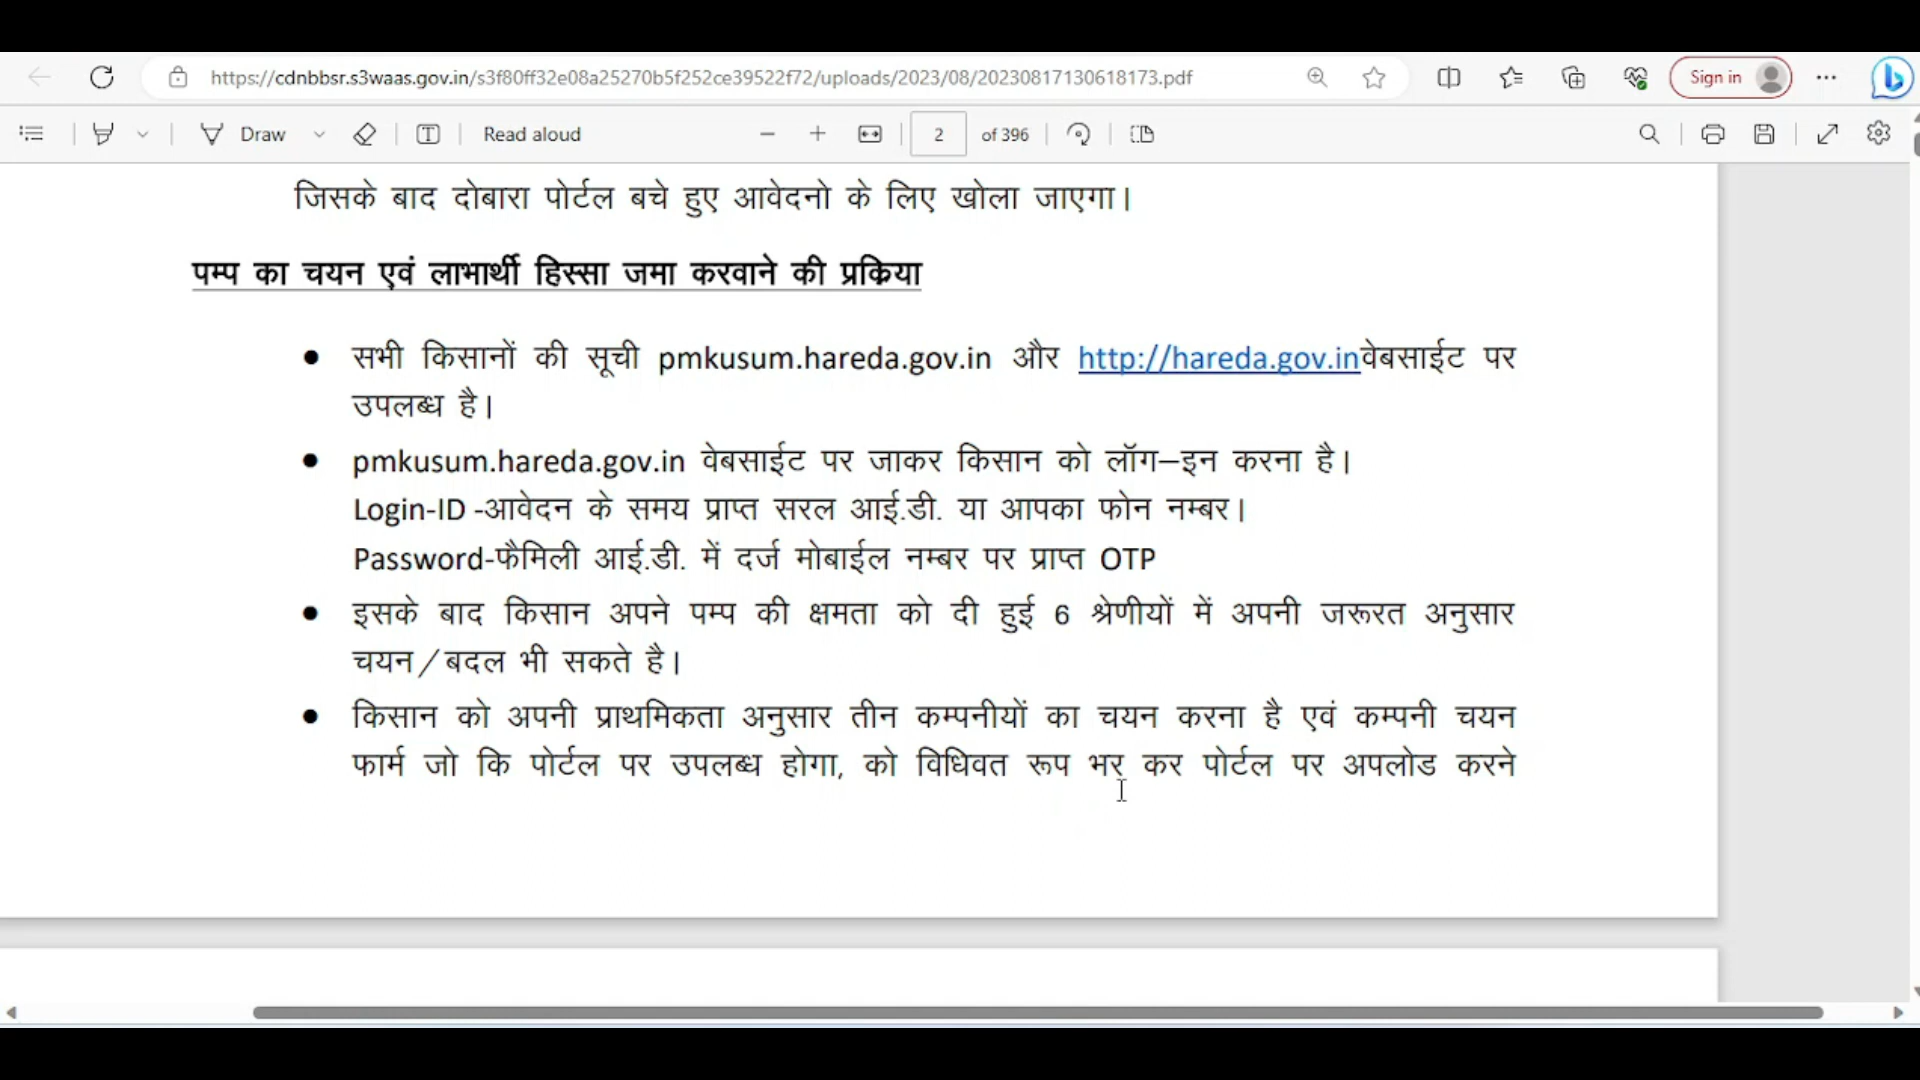 https://cdnbbsr.s3waas.gov.in/s3f80ff32e08a25270b5f252ce39522f72/uploads/2023/08/20230817130618173.pdf
Sign in
Draw
Read aloud
2 of 396
जिसके बाद दोबारा पोर्टल बचे हुए आवेदनो के लिए खोला जाएगा।
पम्प का चयन एवं लाभार्थी हिस्सा जमा करवाने की प्रक्रिया
● सभी किसानों की सूची pmkusum.hareda.gov.in और http://hareda.gov.inवेबसाईट पर
उपलब्ध है।
● pmkusum.hareda.gov.in वेबसाईट पर जाकर किसान को लॉग–इन करना है।
Login-ID -आवेदन के समय प्राप्त सरल आई.डी. या आपका फोन नम्बर।
Password-फैमिली आई.डी. में दर्ज मोबाईल नम्बर पर प्राप्त OTP
● इसके बाद किसान अपने पम्प की क्षमता को दी हुई 6 श्रेणीयों में अपनी जरूरत अनुसार
चयन/बदल भी सकते है।
● किसान को अपनी प्राथमिकता अनुसार तीन कम्पनीयों का चयन करना है एवं कम्पनी चयन
फार्म जो कि पोर्टल पर उपलब्ध होगा, को विधिवत रूप भर कर पोर्टल पर अपलोड करने